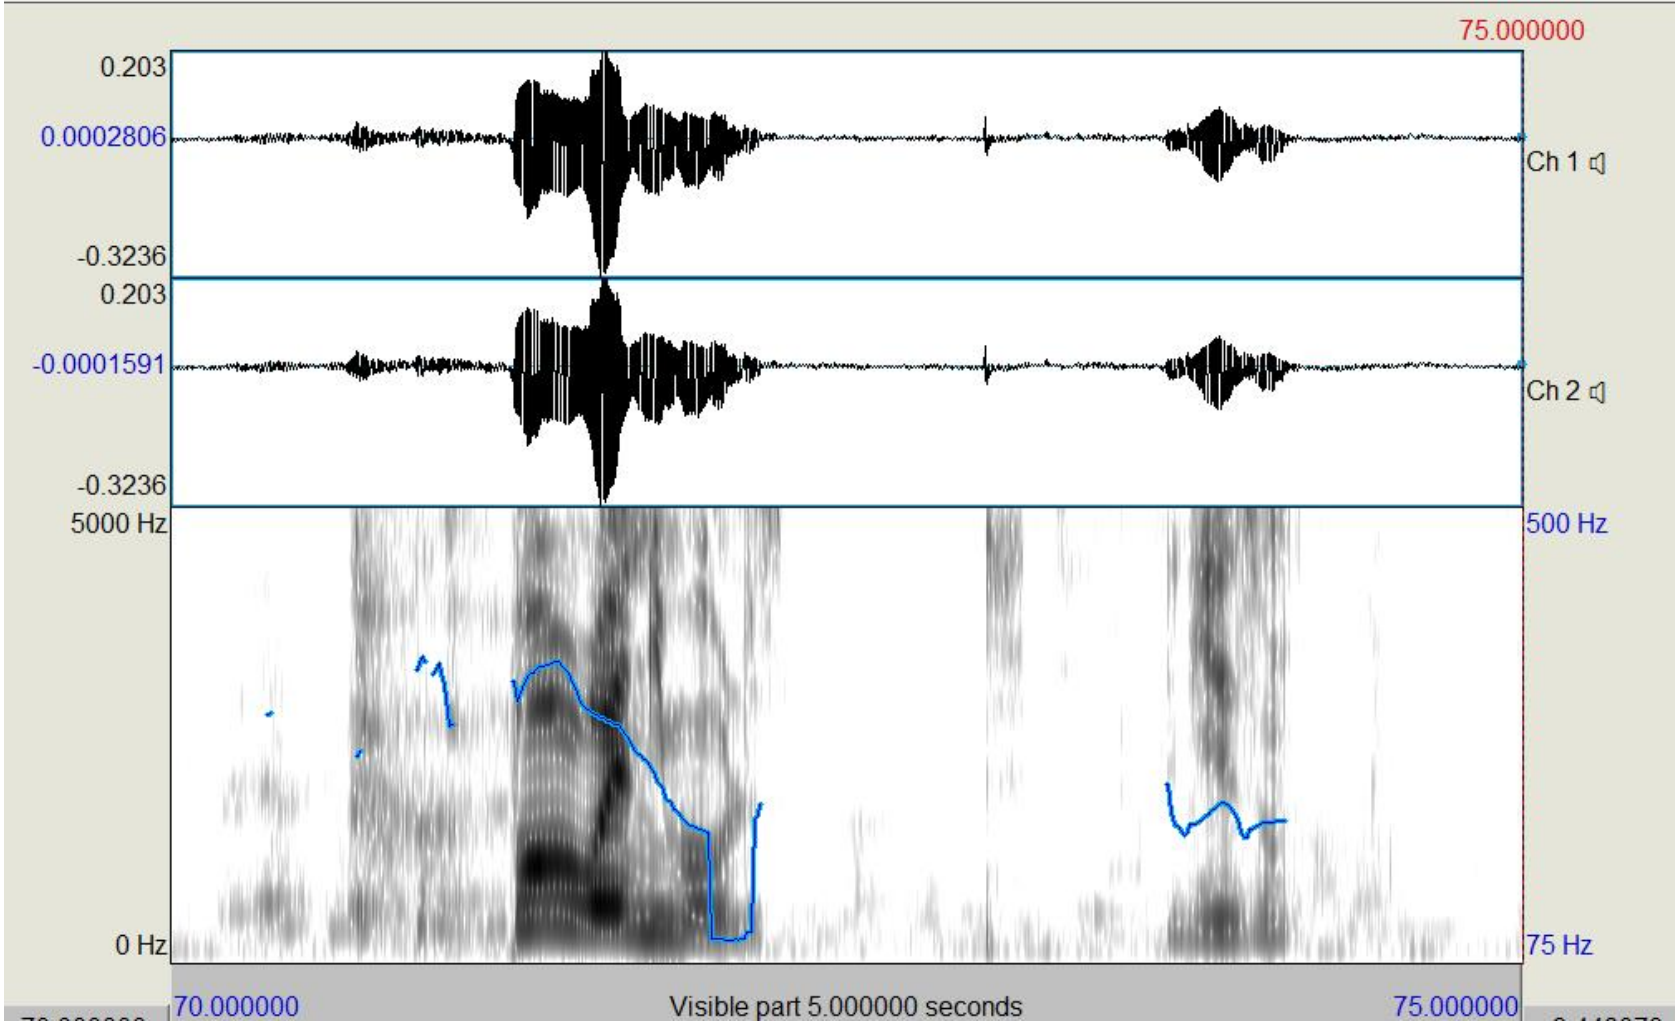 75.000000
0.203
0.0002806
Ch 1
-0.3236
0.203
-0.0001591
Ch 2
-0.3236
5000 Hz 500 Hz
0 Hz 75 Hz
70.000000 Visible part 5.000000 seconds 75.000000